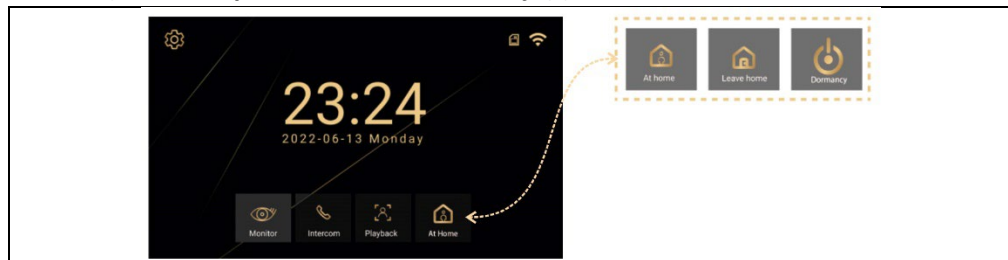 23:24
2022-06-13 Monday
Monitor
Intercom
Playback
At Home
At home
Leave home
Dormancy